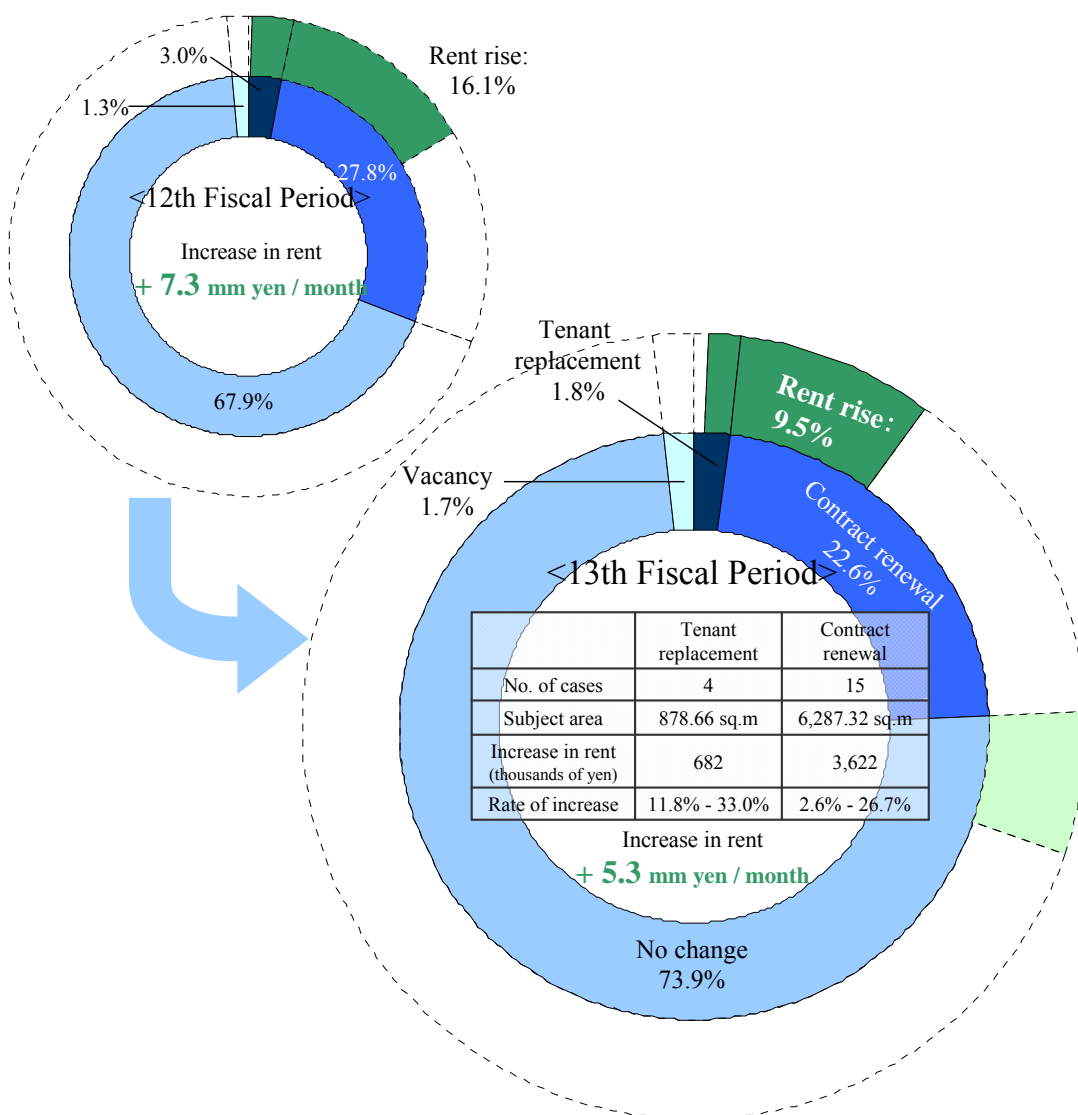 3.0%
Rent rise:
16.1%
1.3%
27.8%
<12th Fiscal Period>
Increase in rent
+ 7.3 mm yen / month
67.9%
Tenant
replacement
1.8%
Rent rise:
9.5%
Vacancy
1.7%
Contract renewal
22.6%
<13th Fiscal Period>
Tenant replacement Contract renewal
No. of cases 4 15
Subject area 878.66 sq.m 6,287.32 sq.m
Increase in rent (thousands of yen) 682 3,622
Rate of increase 11.8% - 33.0% 2.6% - 26.7%
Increase in rent
+ 5.3 mm yen / month
No change
73.9%